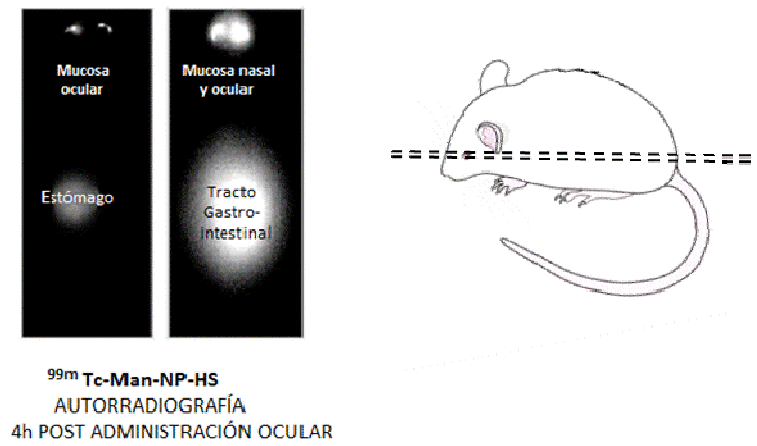 Mucosa
ocular
Estómago
Mucosa nasal
y ocular
Tracto
Gastro-
intestinal
99m Tc-Man-NP-HS
AUTORRADIOGRAFÍA
4h POST ADMINISTRACIÓN OCULAR